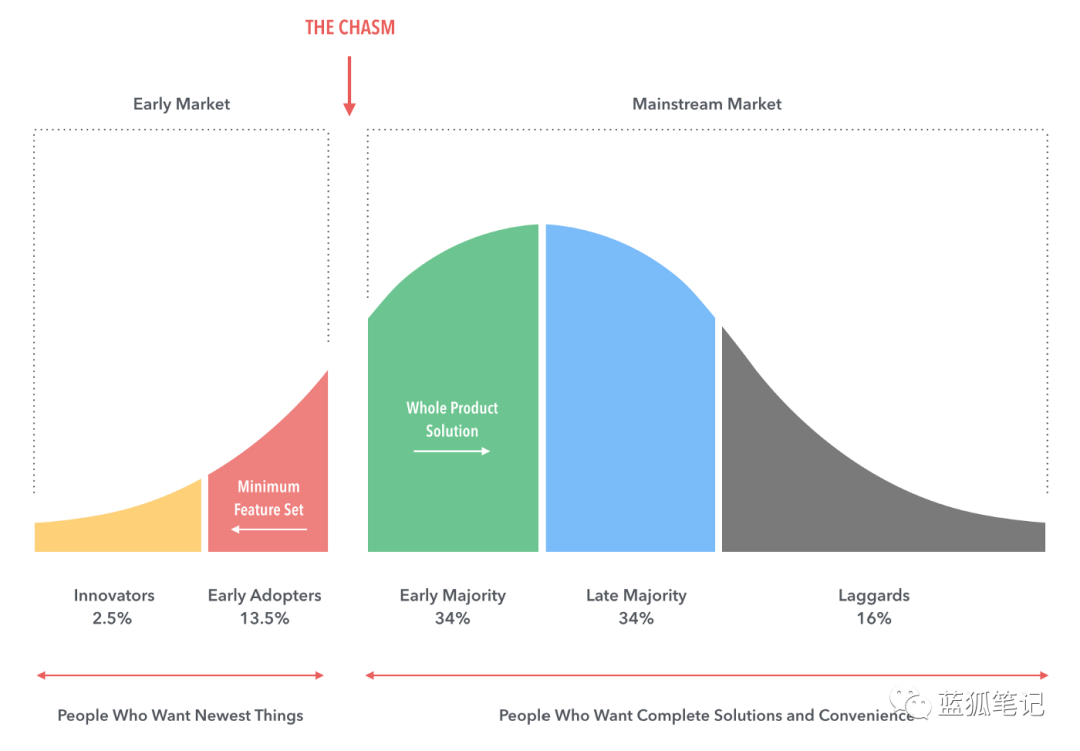 THE CHASM
Early Market
Mainstream Market
Whole Product
Solution
Minimum
Feature Set
Innovators
2.5%
Early Adopters
13.5%
Early Majority
34%
Late Majority
34%
Laggards
16%
People Who Want Newest Things
People Who Want Complete Solutions and Convenience
蓝狐笔记